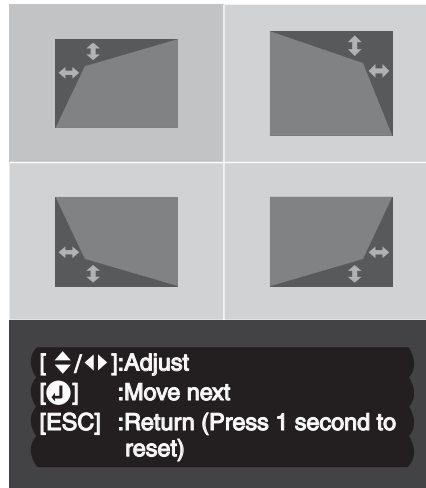 [ ⬍/◂▸ ]:Adjust
[⏎] :Move next
[ESC] :Return (Press 1 second to
reset)